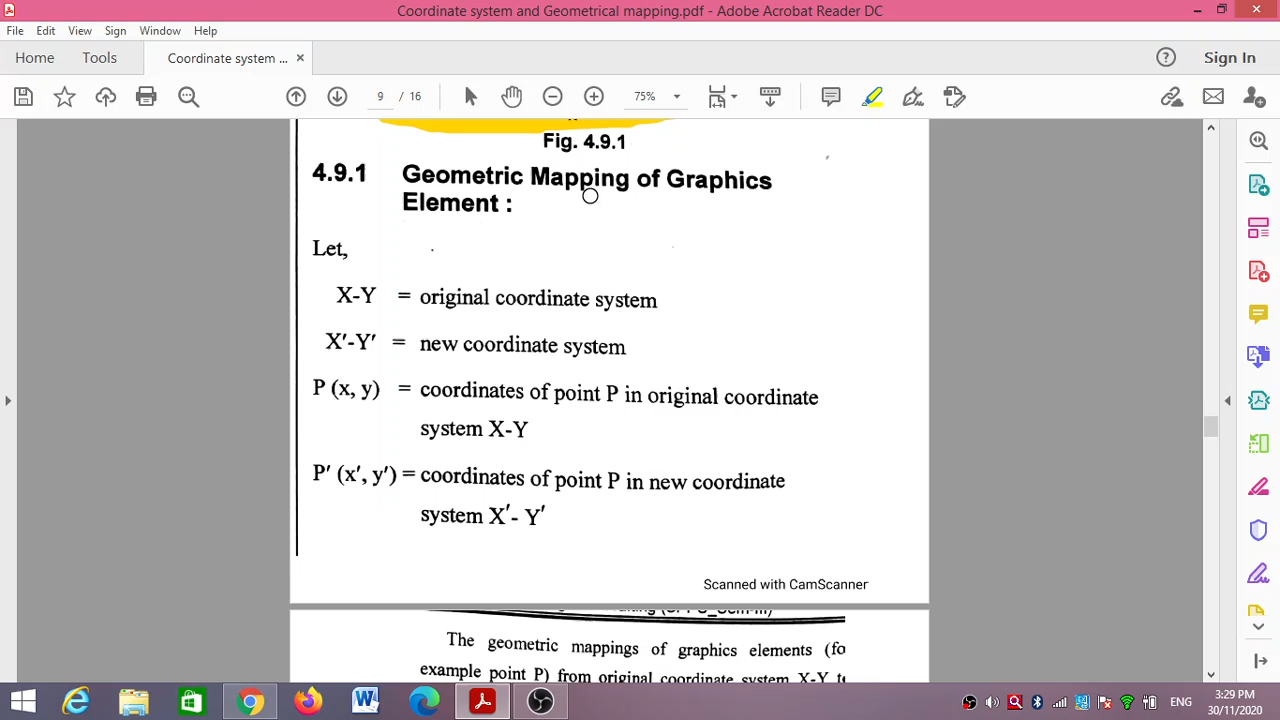 Coordinate system and Geometrical mapping.pdf - Adobe Acrobat Reader DC
File Edit View Sign Window Help
Home Tools Coordinate system ... × Sign In
9 / 16 75%
Fig. 4.9.1
4.9.1 Geometric Mapping of Graphics
Element :
Let,
X-Y = original coordinate system
X′-Y′ = new coordinate system
P (x, y) = coordinates of point P in original coordinate
system X-Y
P′ (x′, y′) = coordinates of point P in new coordinate
system X′- Y′
Scanned with CamScanner
The geometric mappings of graphics elements (fo
example point P) from original coordinate system X-Y
ENG
3:29 PM
30/11/2020